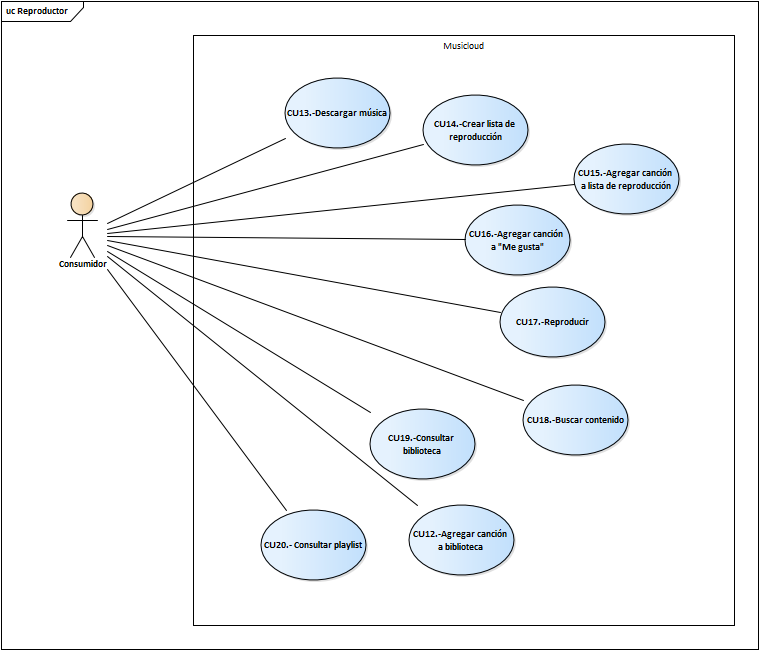 uc Reproductor
Musicloud
CU13.-Descargar música
CU14.-Crear lista de
reproducción
CU15.-Agregar canción
a lista de reproducción
CU16.-Agregar canción
a "Me gusta"
Consumidor
CU17.-Reproducir
CU18.-Buscar contenido
CU19.-Consultar
biblioteca
CU12.-Agregar canción
a biblioteca
CU20.- Consultar playlist